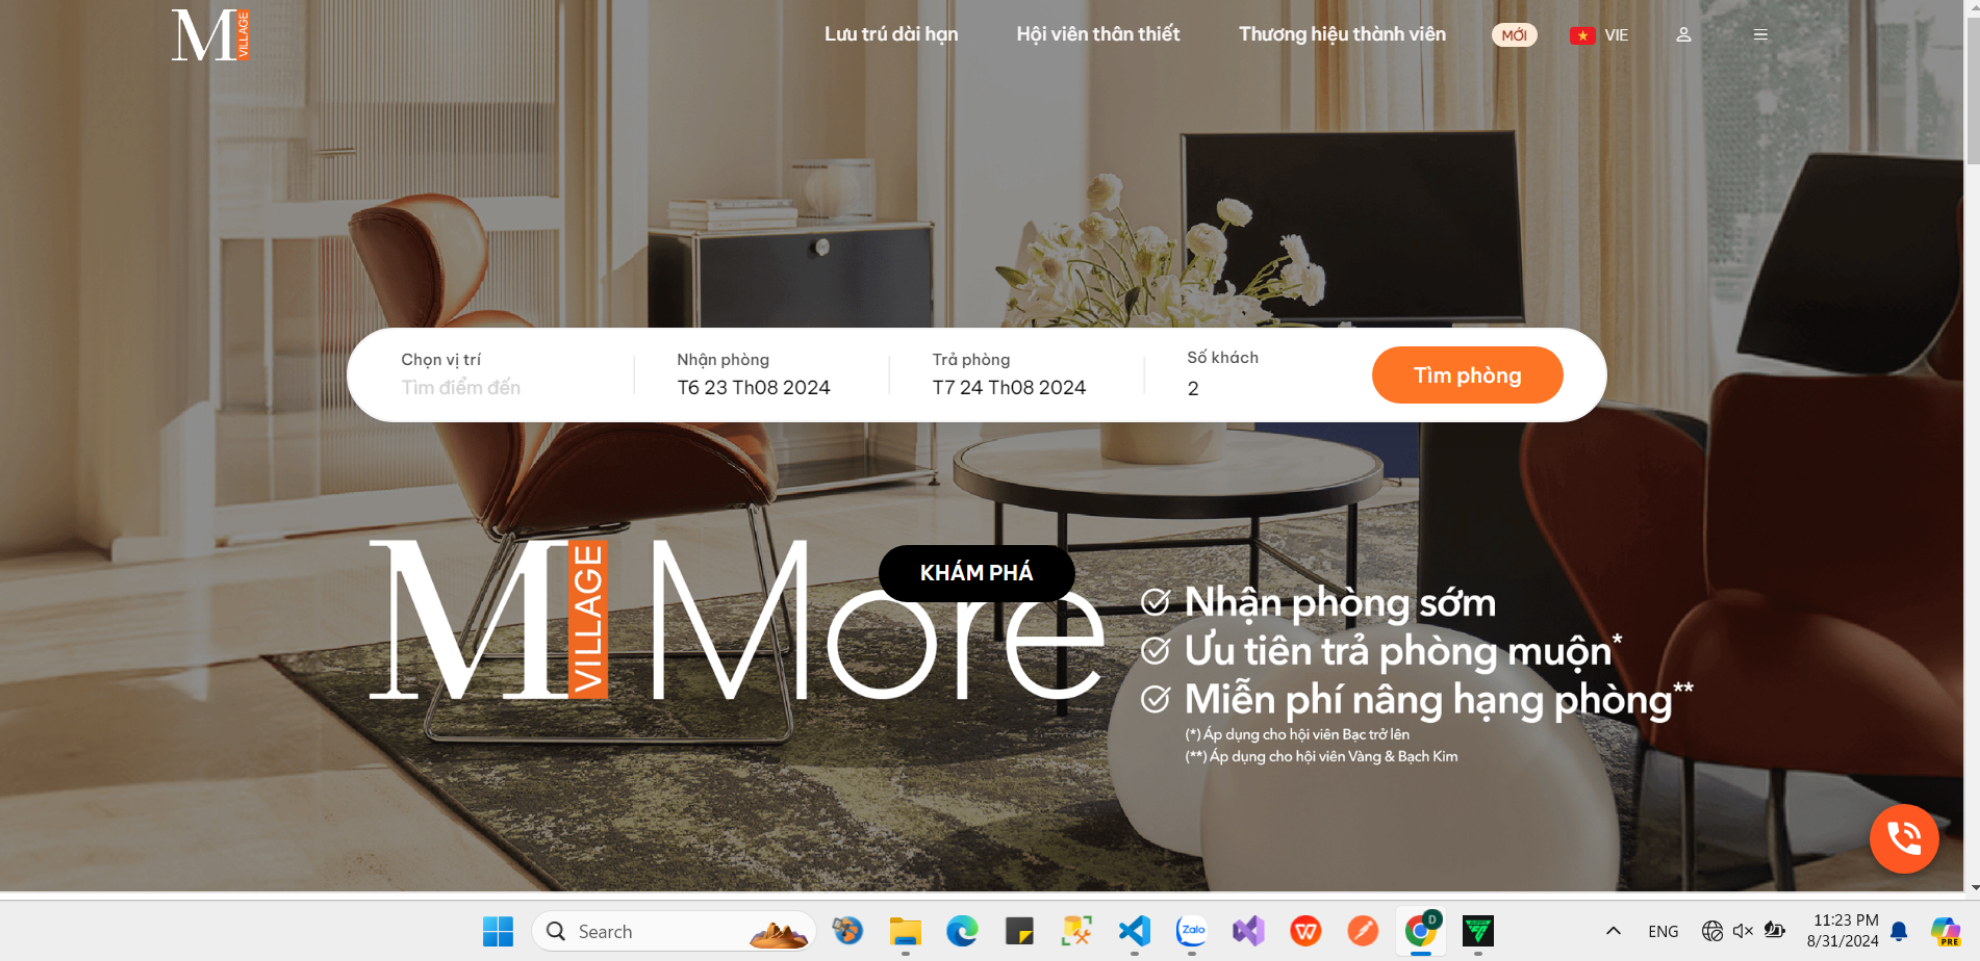 M VILLAGE
Lưu trú dài hạn
Hội viên thân thiết
Thương hiệu thành viên
MỚI
VIE
Chọn vị trí
Tìm điểm đến
Nhận phòng
T6 23 Th08 2024
Trả phòng
T7 24 Th08 2024
Số khách
2
Tìm phòng
KHÁM PHÁ
M VILLAGE More
Nhận phòng sớm
Ưu tiên trả phòng muộn*
Miễn phí nâng hạng phòng**
(*) Áp dụng cho hội viên Bạc trở lên
(**) Áp dụng cho hội viên Vàng & Bạch Kim
Search
Zalo
W
D
ENG
11:23 PM
8/31/2024
PRE